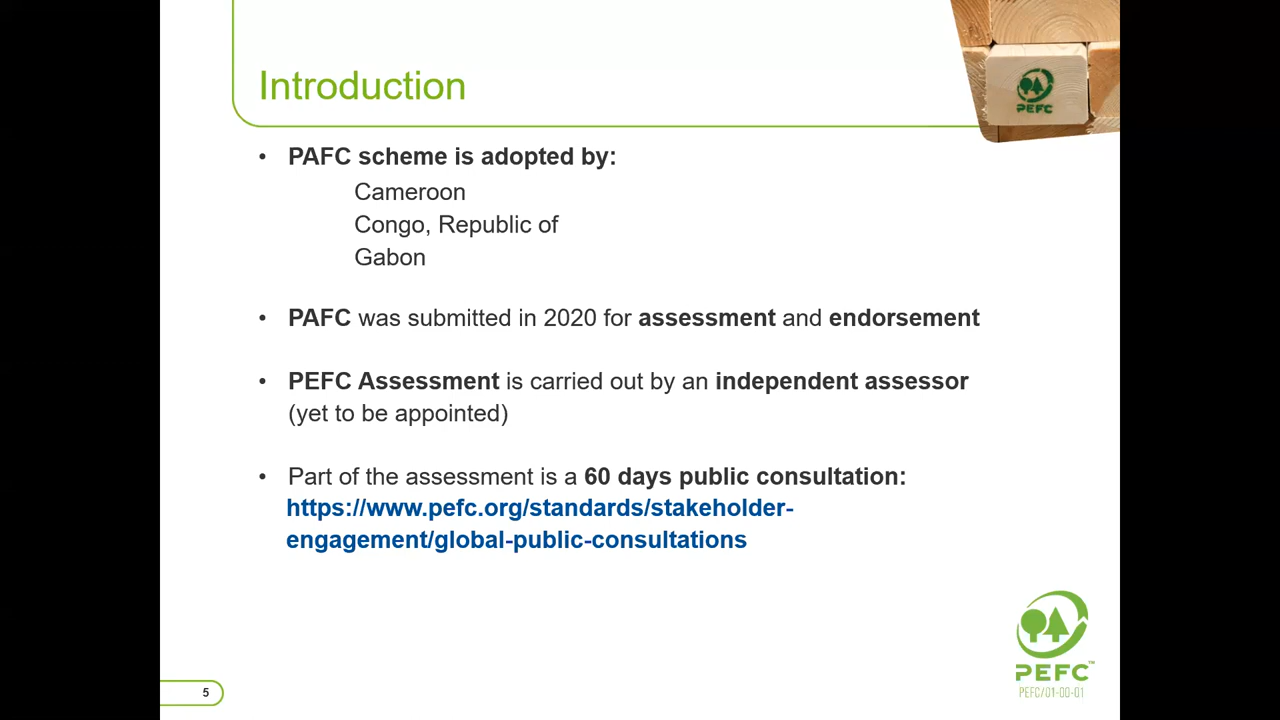 Introduction
PEFC
• PAFC scheme is adopted by:
Cameroon
Congo, Republic of
Gabon
• PAFC was submitted in 2020 for assessment and endorsement
• PEFC Assessment is carried out by an independent assessor
(yet to be appointed)
• Part of the assessment is a 60 days public consultation:
https://www.pefc.org/standards/stakeholder-
engagement/global-public-consultations
PEFC™
PEFC/01-00-01
5